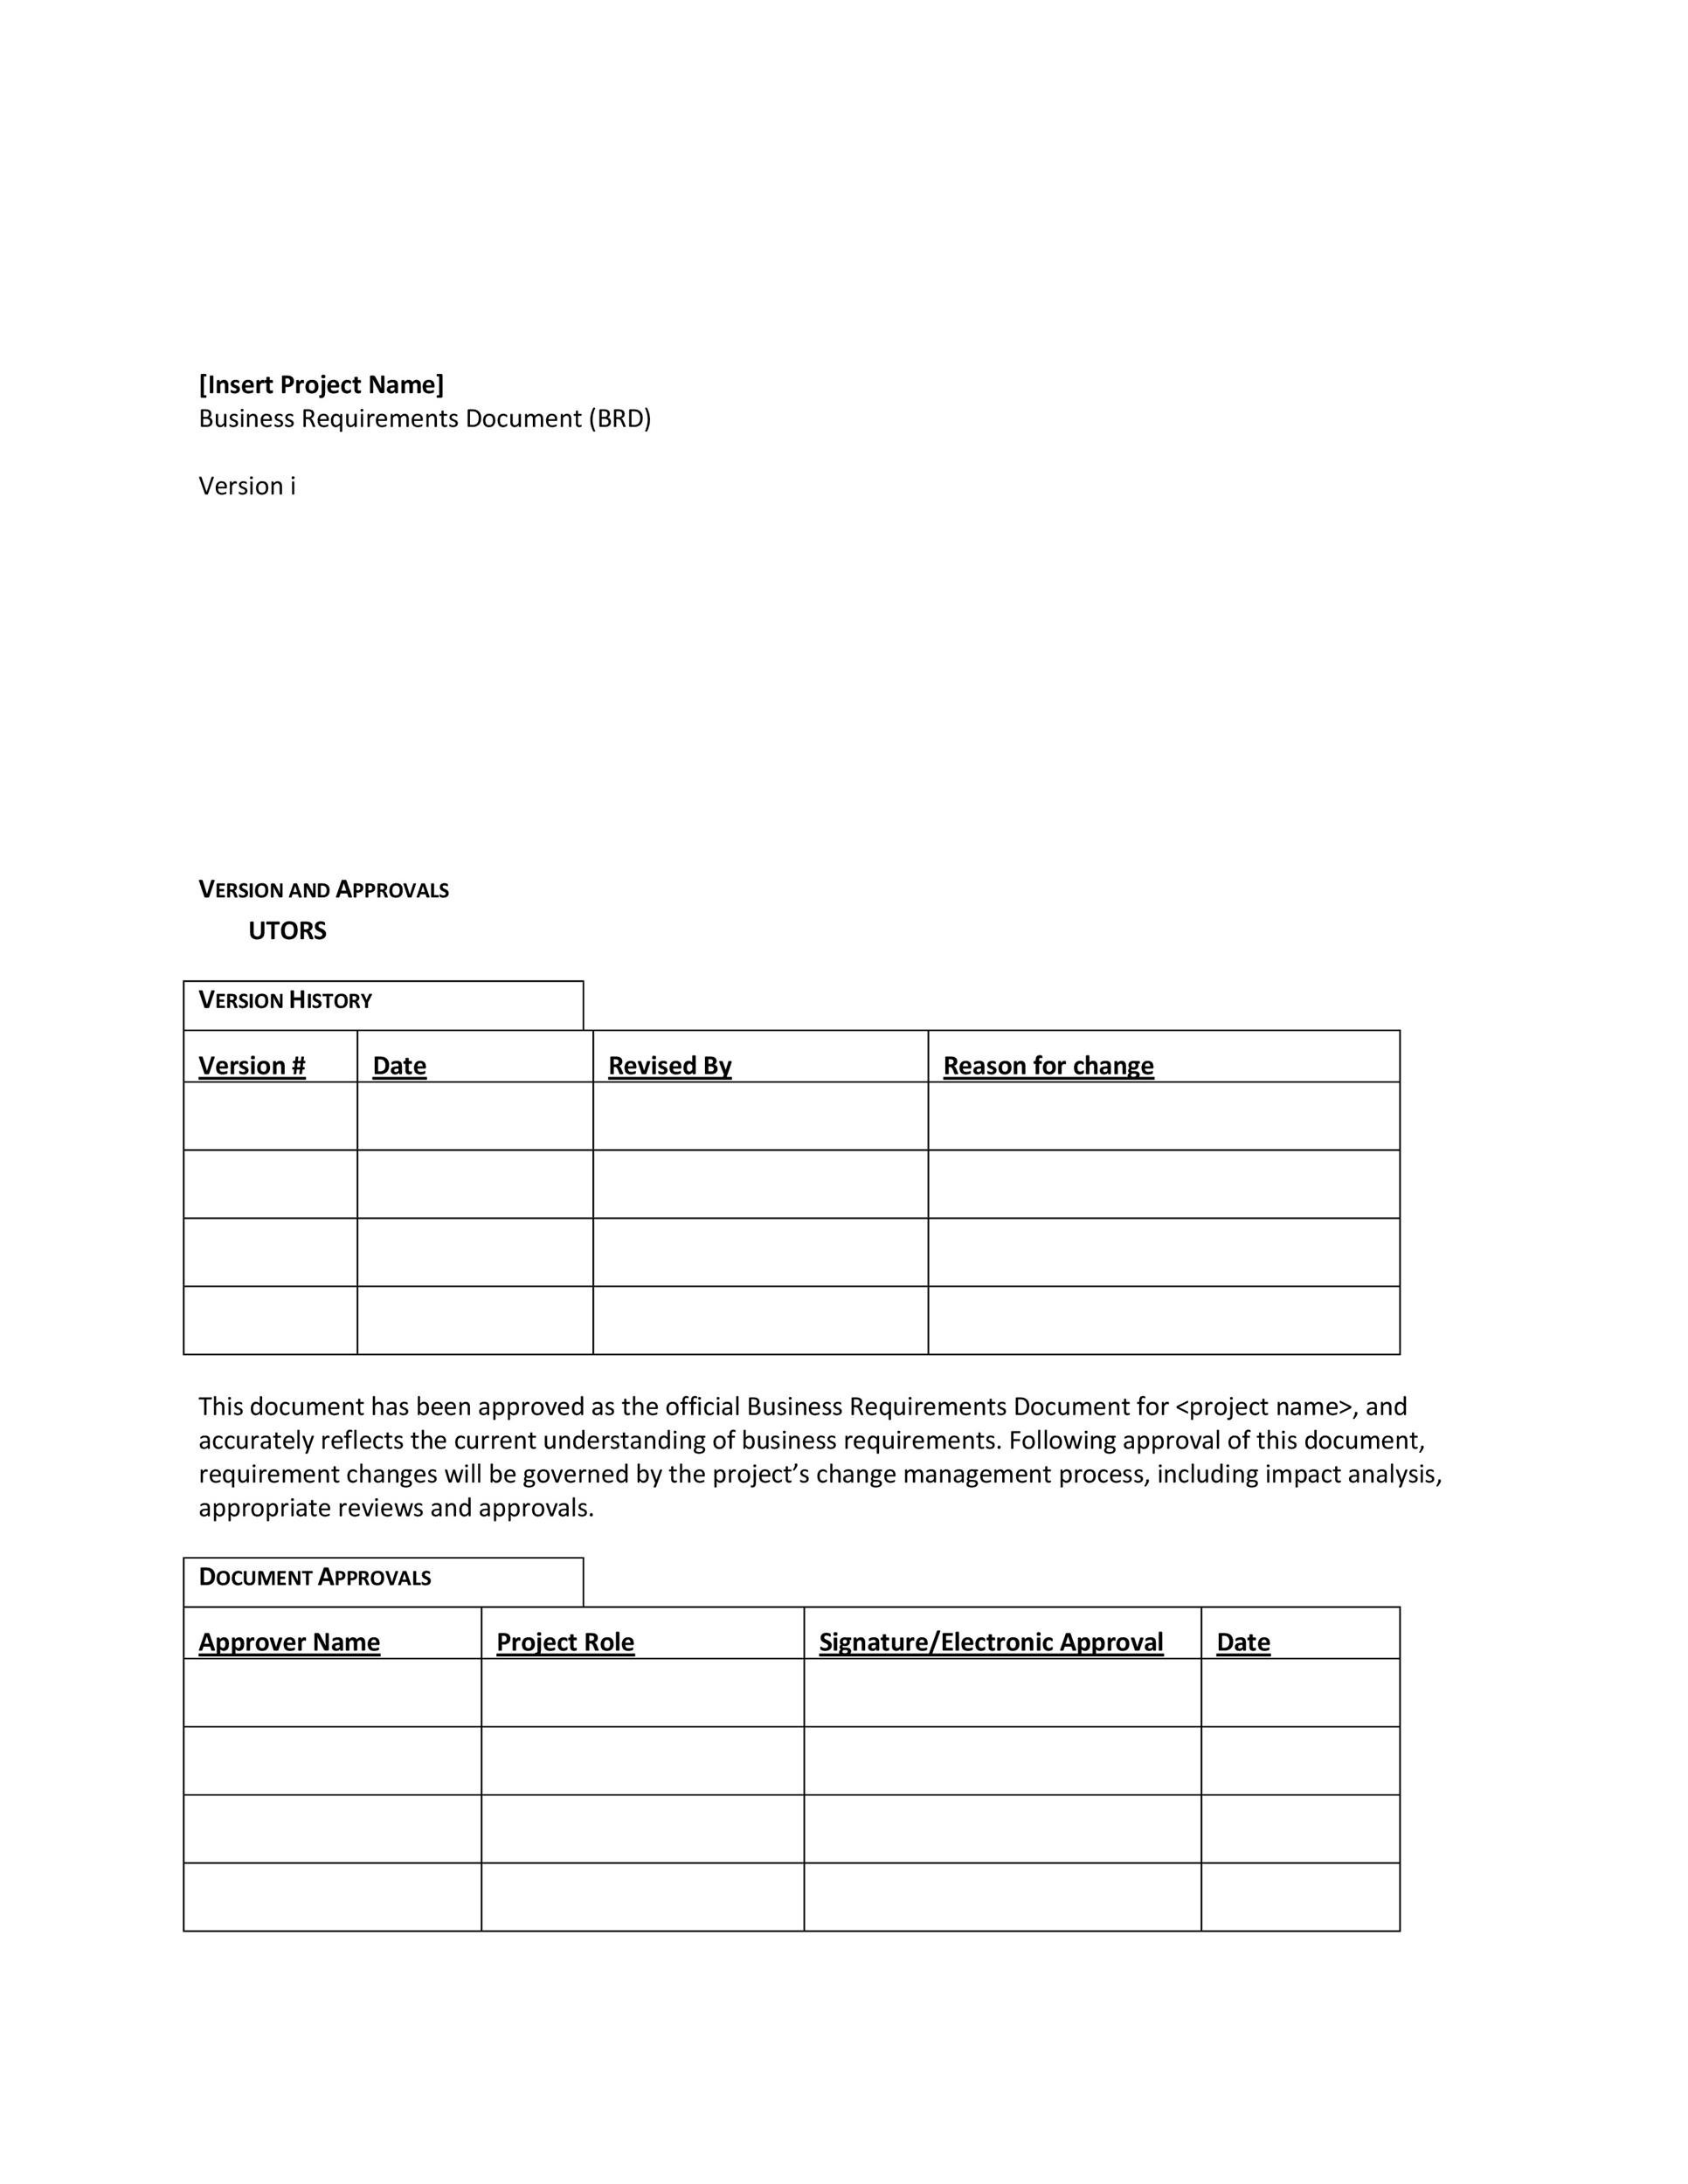 [Insert Project Name]
Business Requirements Document (BRD)
Version i
VERSION AND APPROVALS
UTORS
VERSION HISTORY
Version # Date Revised By Reason for change
This document has been approved as the official Business Requirements Document for <project name>, and
accurately reflects the current understanding of business requirements. Following approval of this document,
requirement changes will be governed by the project’s change management process, including impact analysis,
appropriate reviews and approvals.
DOCUMENT APPROVALS
Approver Name Project Role Signature/Electronic Approval Date